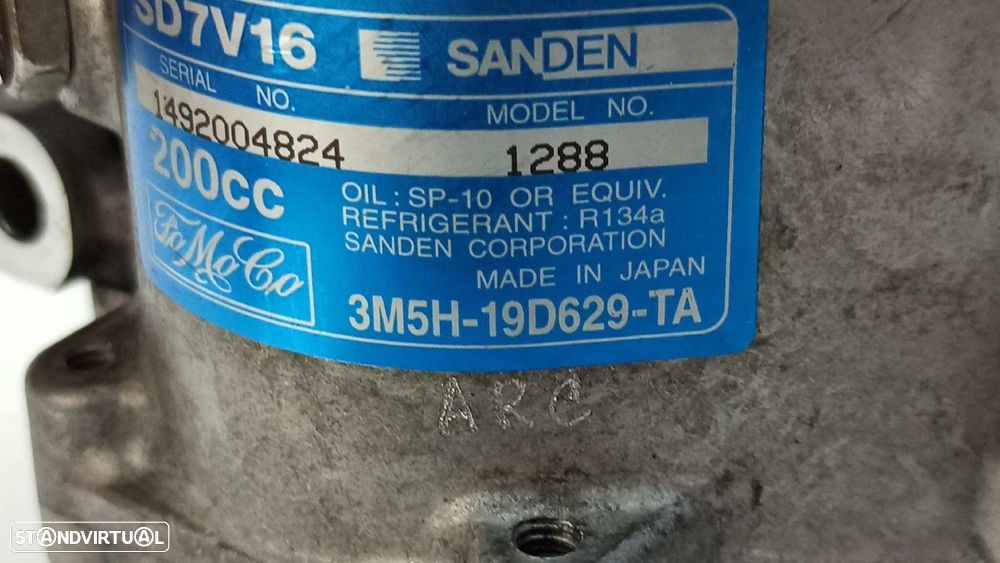 SD7V16 SANDEN
SERIAL NO. MODEL NO.
1492004824 1288
200cc
OIL : SP-10 OR EQUIV.
REFRIGERANT : R134a
SANDEN CORPORATION
MADE IN JAPAN
FoMoCo
3M5H-19D629-TA
ARC
STANDVIRTUAL